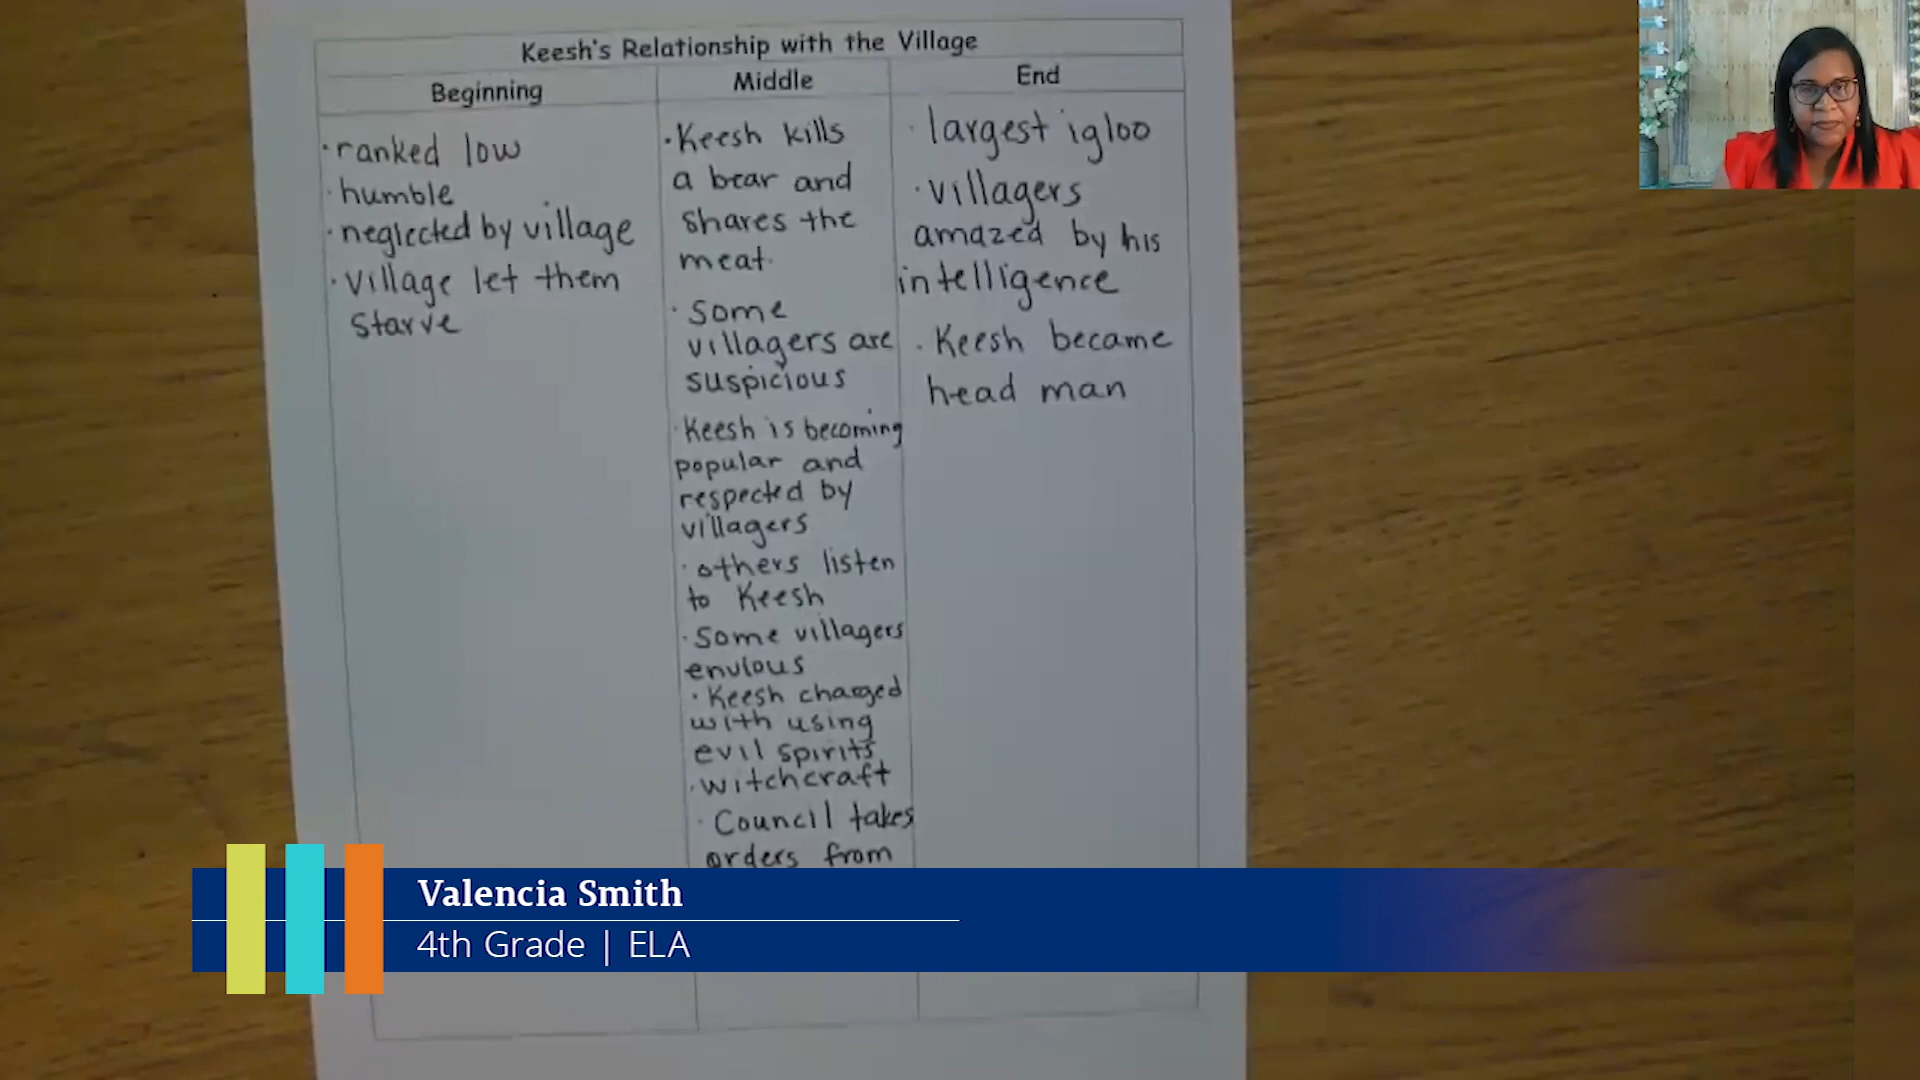 Keesh's Relationship with the Village
Beginning
Middle
End
·ranked low
·humble
·neglected by village
·village let them
starve
·Keesh kills
a bear and
shares the
meat.
·some
villagers are
suspicious
·Keesh is becoming
popular and
respected by
villagers
·others listen
to Keesh
·Some villagers
envious
·Keesh charged
with using
evil spirits
·witchcraft
·Council takes
orders from
·largest igloo
·villagers
amazed by his
intelligence
·Keesh became
head man
Valencia Smith
4th Grade | ELA